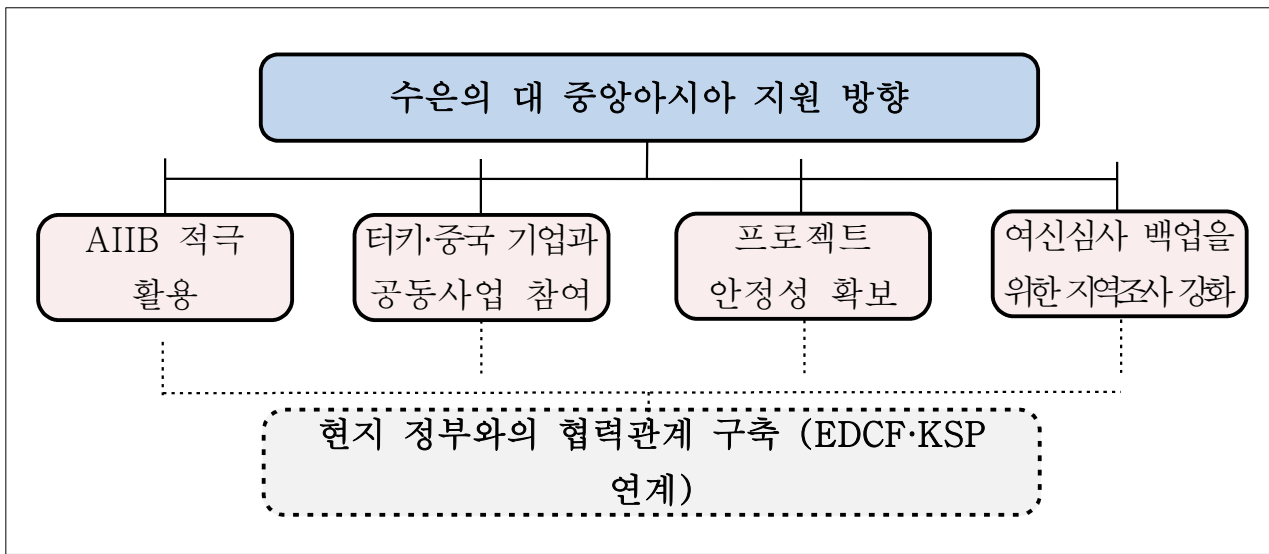 수은의 대 중앙아시아 지원 방향
AIIB 적극
활용
터키·중국 기업과
공동사업 참여
프로젝트
안정성 확보
여신심사 백업을
위한 지역조사 강화
현지 정부와의 협력관계 구축 (EDCF·KSP
연계)